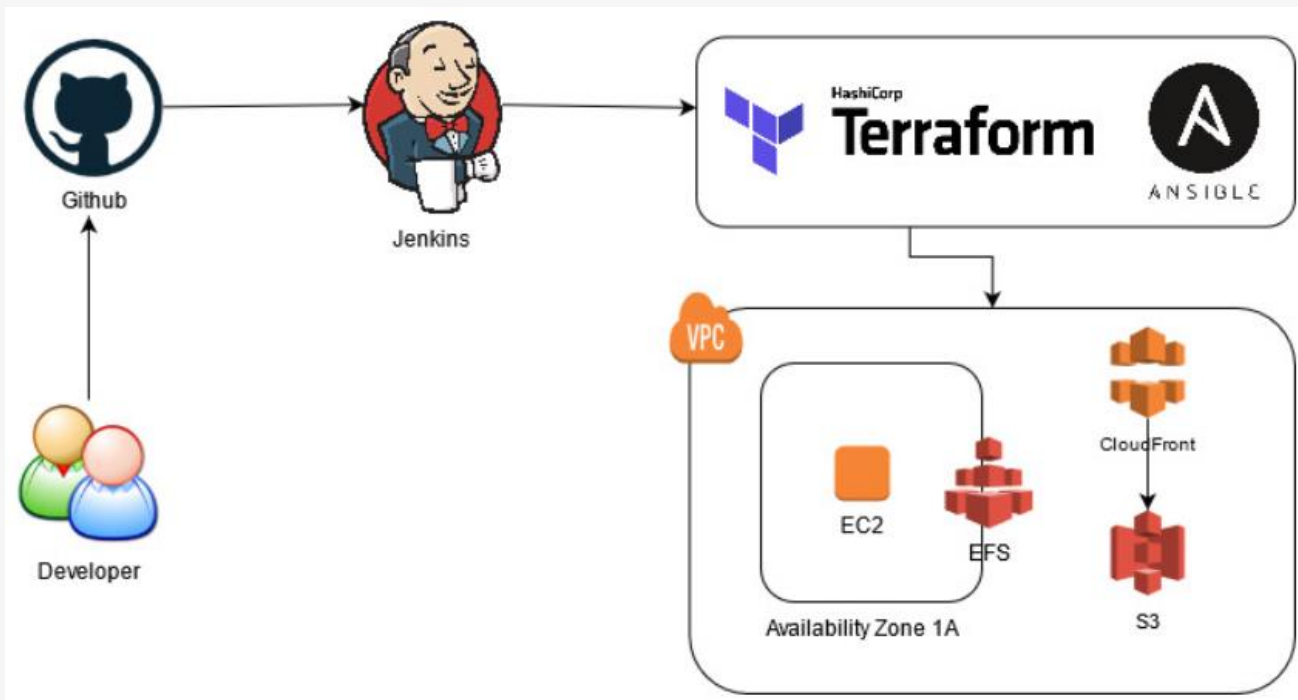 Github
Jenkins
HashiCorp
Terraform
ANSIBLE
Developer
VPC
EC2
EFS
Availability Zone 1A
CloudFront
S3